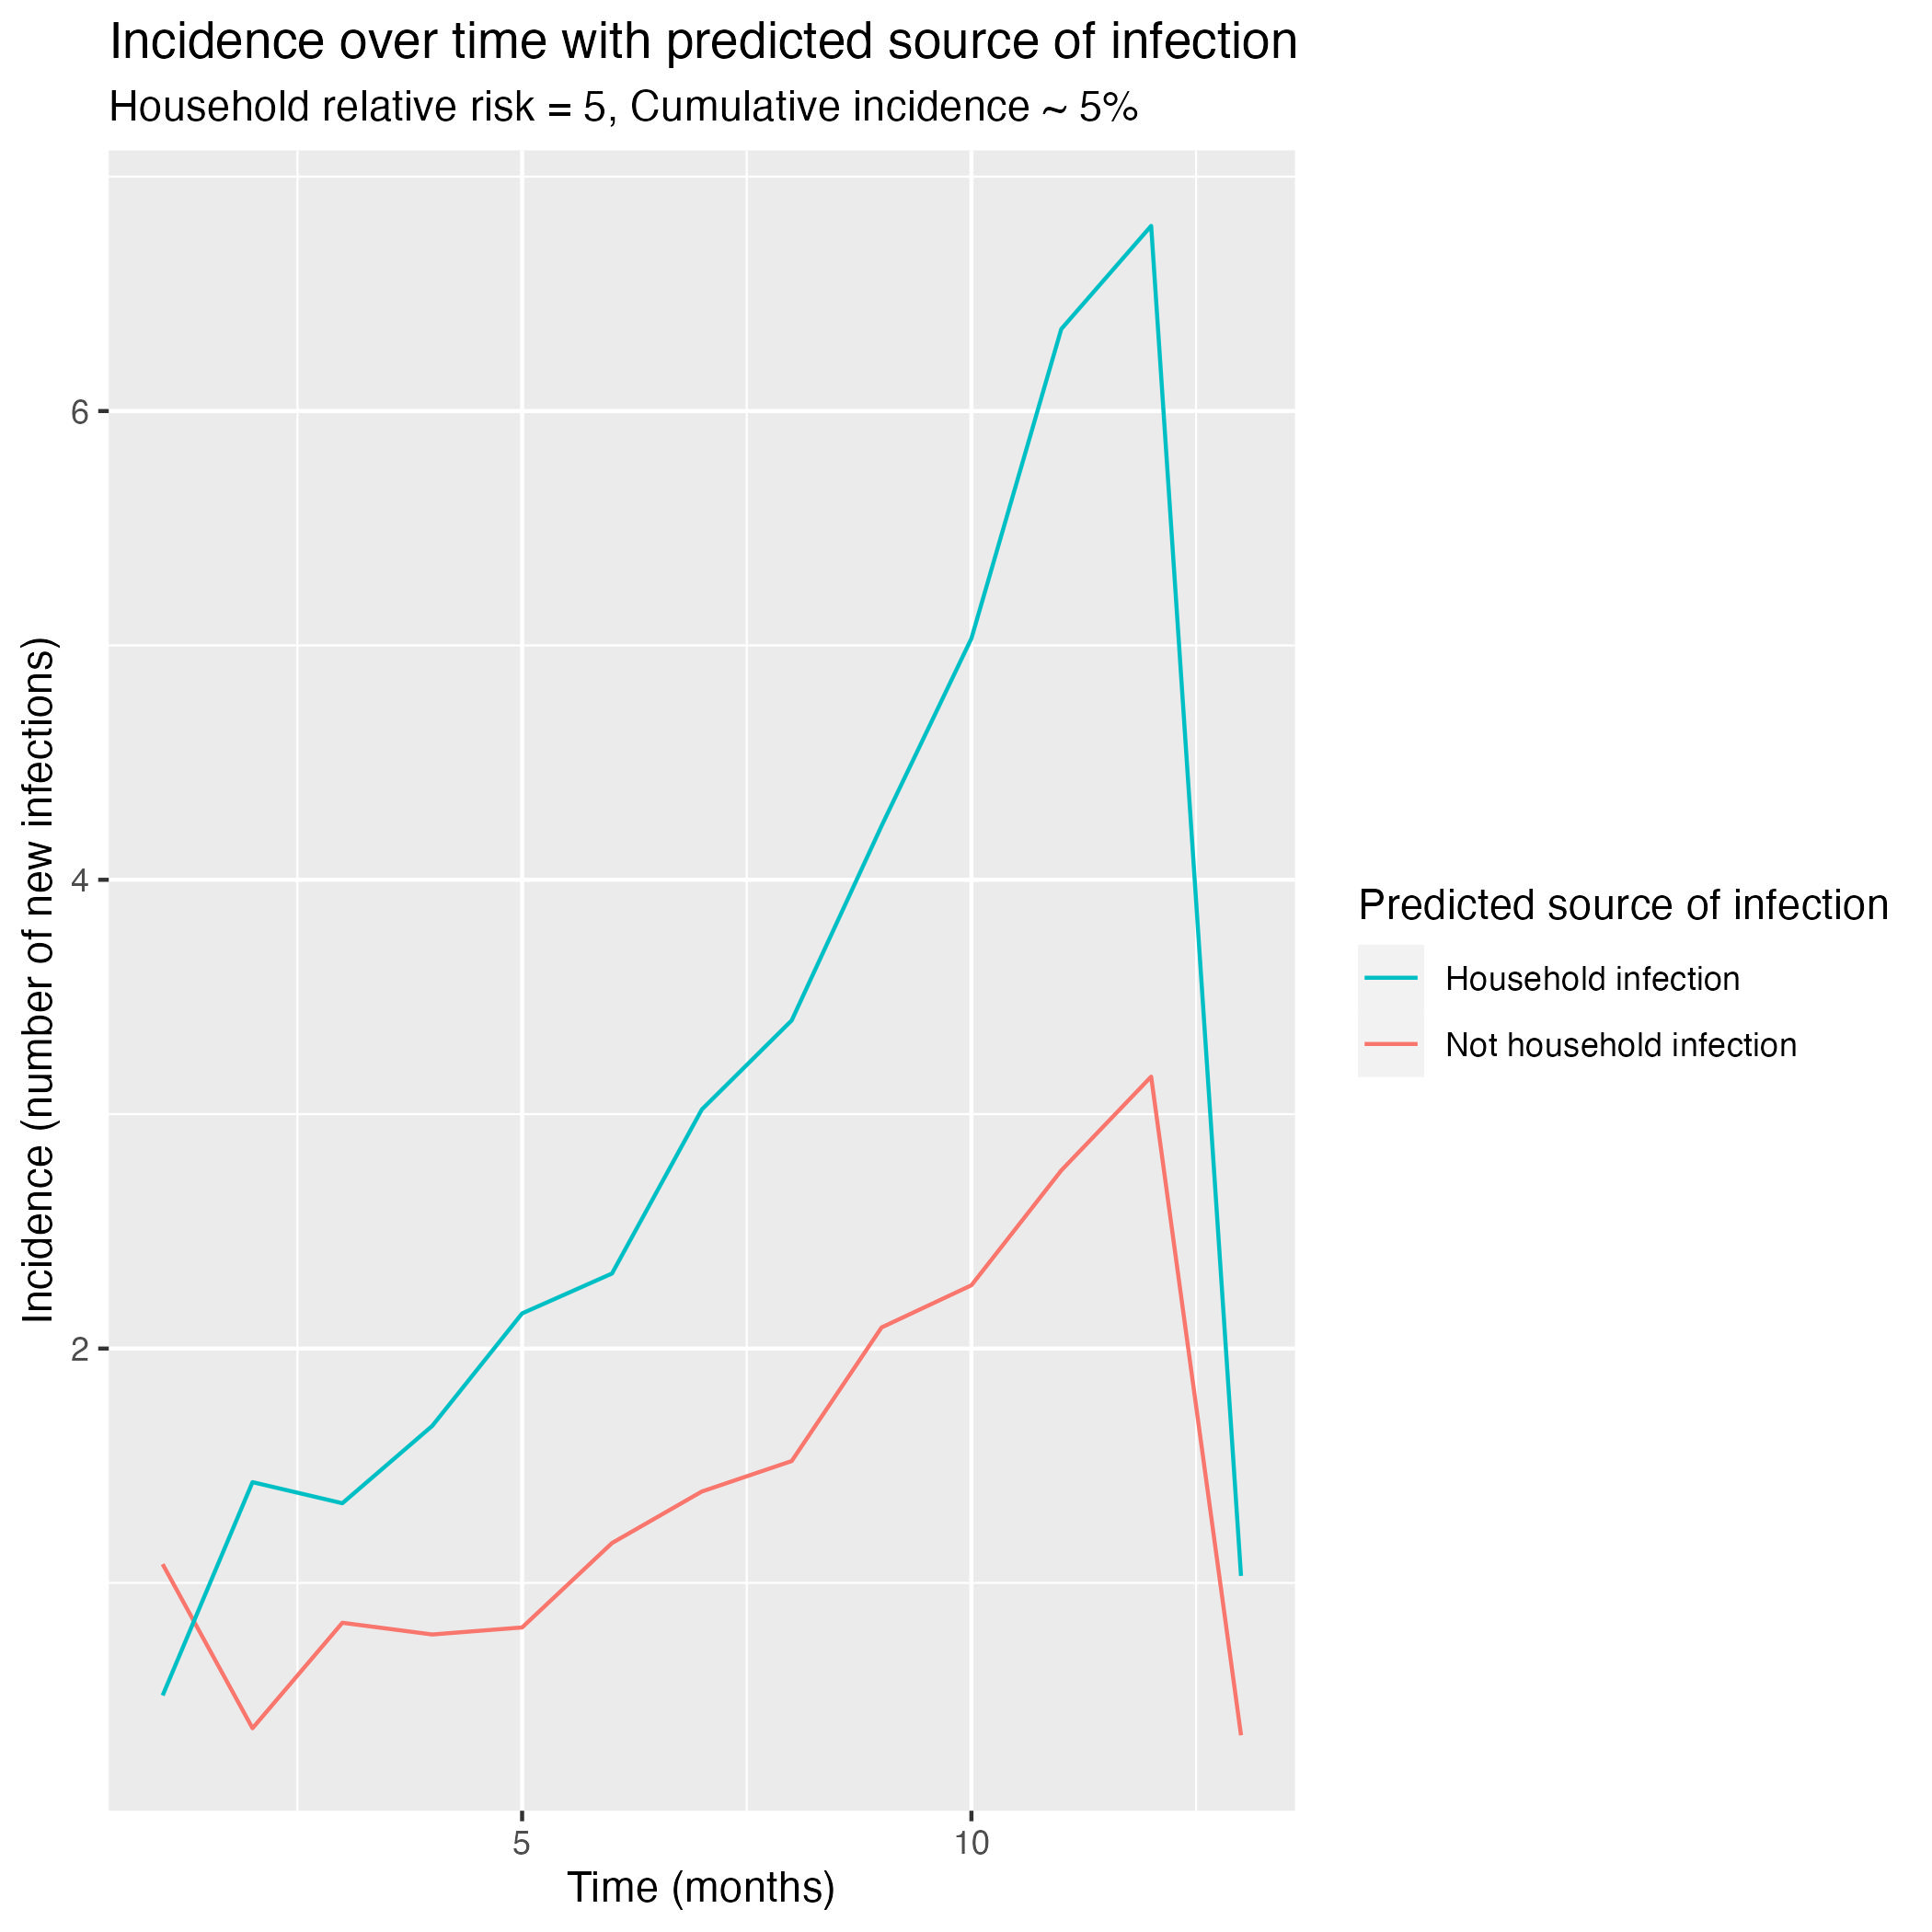 Incidence over time with predicted source of infection
Household relative risk = 5, Cumulative incidence ~ 5%
Incidence (number of new infections)
6
4
2
5
10
Time (months)
Predicted source of infection
Household infection
Not household infection